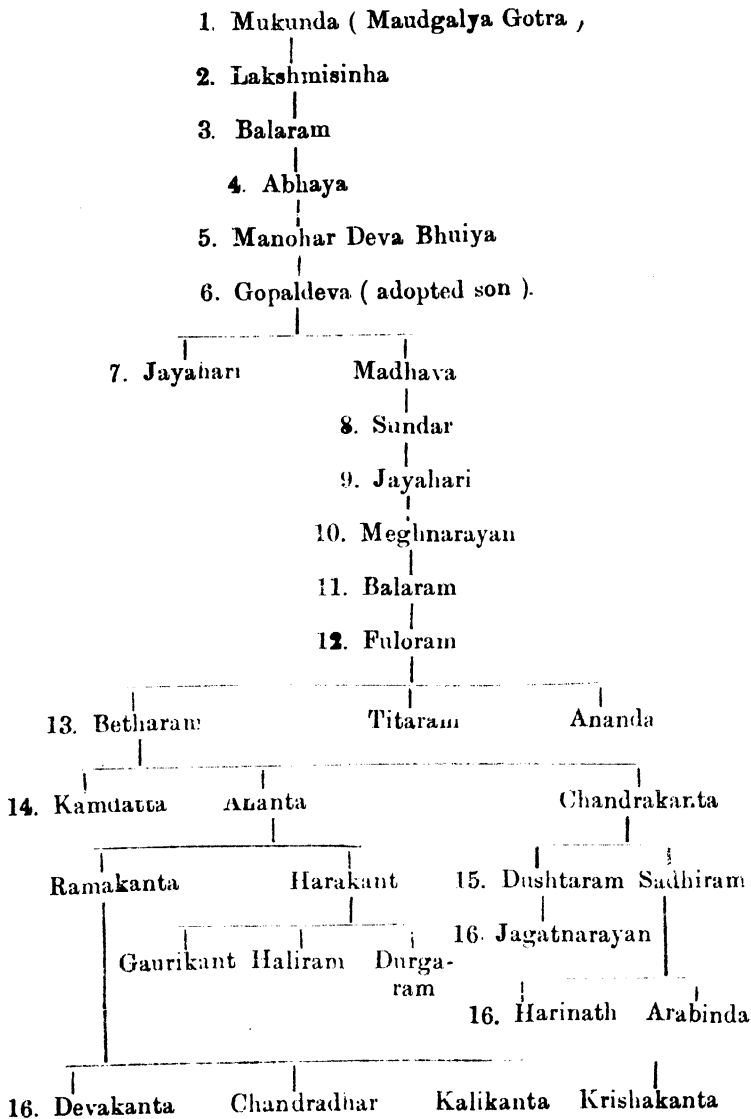 1. Mukunda ( Maudgalya Gotra ,
2. Lakshmisinha
3. Balaram
4. Abhaya
5. Manohar Deva Bhuiya
6. Gopaldeva ( adopted son ).
7. Jayahari Madhava
8. Sundar
9. Jayahari
10. Meghnarayan
11. Balaram
12. Fuloram
13. Betharam Titaram Ananda
14. Kamdatta Ananta Chandrakanta
Ramakanta Harakant 15. Dushtaram Sadhiram
16. Jagatnarayan
Gaurikant Haliram Durga-
ram
16. Harinath Arabinda
16. Devakanta Chandradhar Kalikanta Krishakanta